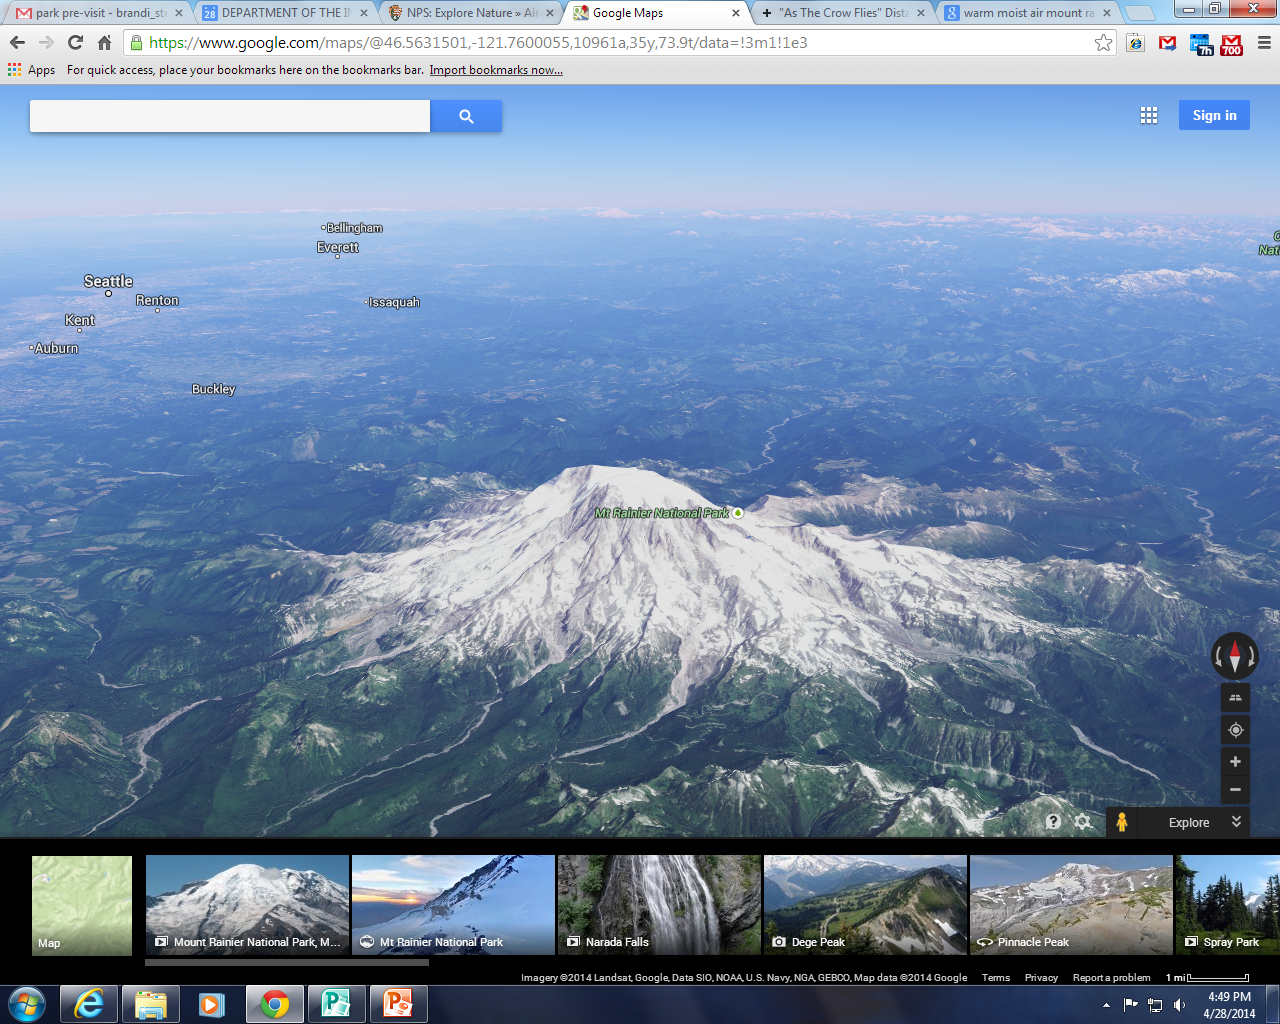 park pre-visit - brandi_st
DEPARTMENT OF THE I
NPS: Explore Nature » Ai
Google Maps
"As The Crow Flies" Dist
warm moist air mount ra
https://www.google.com/maps/@46.5631501,-121.7600055,10961a,35y,73.9t/data=!3m1!1e3
7h
700
Apps For quick access, place your bookmarks here on the bookmarks bar. Import bookmarks now...
Sign in
Bellingham
Everett
Seattle
Renton
Issaquah
Kent
Auburn
Buckley
Mt Rainier National Park
Explore
Map
Mount Rainier National Park, M...
Mt Rainier National Park
Narada Falls
Dege Peak
Pinnacle Peak
Spray Park
Imagery ©2014 Landsat, Google, Data SIO, NOAA, U.S. Navy, NGA, GEBCO, Map data ©2014 Google Terms Privacy Report a problem 1 mi
4:49 PM
4/28/2014